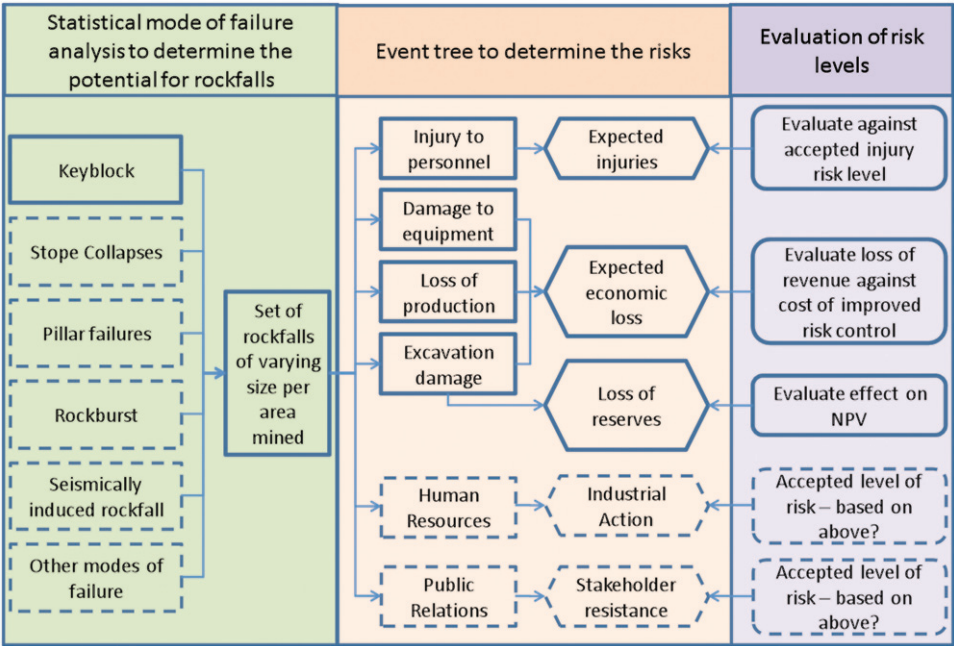 Statistical mode of failure
analysis to determine the
potential for rockfalls
Event tree to determine the risks
Evaluation of risk
levels
Keyblock
Stope Collapses
Pillar failures
Rockburst
Seismically
induced rockfall
Other modes of
failure
Set of
rockfalls
of varying
size per
area
mined
Injury to
personnel
Damage to
equipment
Loss of
production
Excavation
damage
Human
Resources
Public
Relations
Expected
injuries
Expected
economic
loss
Loss of
reserves
Industrial
Action
Stakeholder
resistance
Evaluate against
accepted injury
risk level
Evaluate loss of
revenue against
cost of improved
risk control
Evaluate effect on
NPV
Accepted level of
risk – based on
above?
Accepted level of
risk – based on
above?